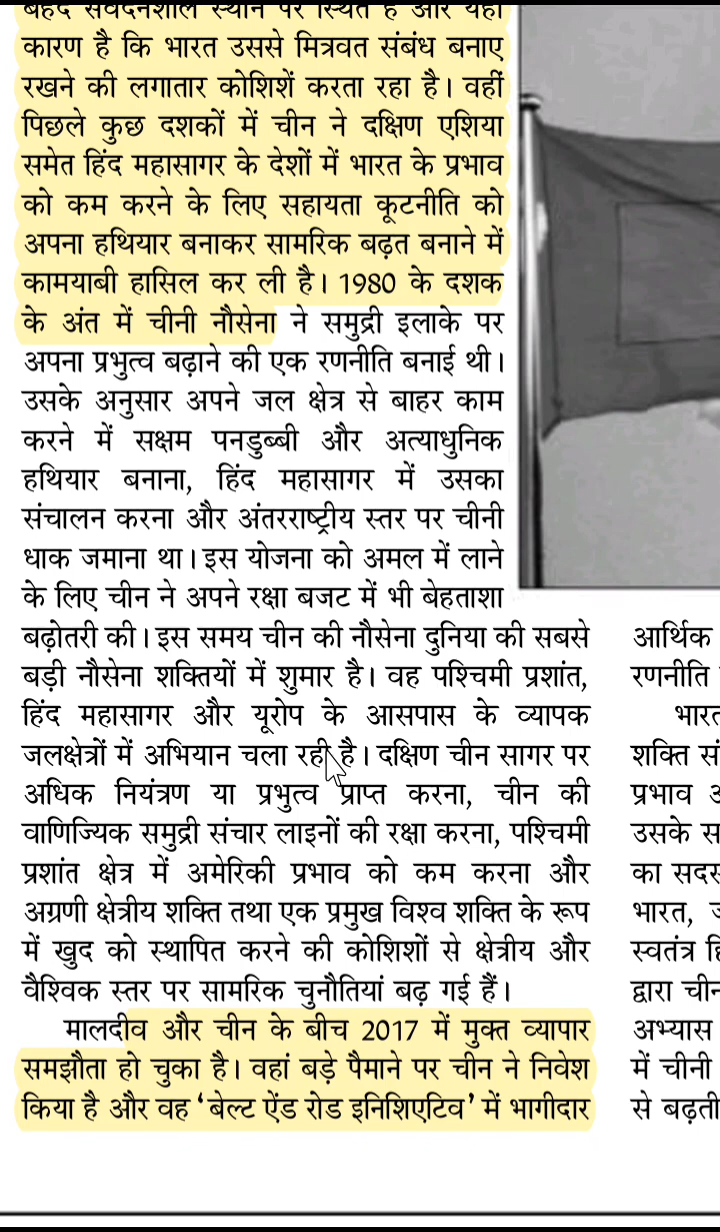 बेहद संवेदनशील स्थान पर स्थित है और यही
कारण है कि भारत उससे मित्रवत संबंध बनाए
रखने की लगातार कोशिशें करता रहा है। वहीं
पिछले कुछ दशकों में चीन ने दक्षिण एशिया
समेत हिंद महासागर के देशों में भारत के प्रभाव
को कम करने के लिए सहायता कूटनीति को
अपना हथियार बनाकर सामरिक बढ़त बनाने में
कामयाबी हासिल कर ली है। 1980 के दशक
के अंत में चीनी नौसेना ने समुद्री इलाके पर
अपना प्रभुत्व बढ़ाने की एक रणनीति बनाई थी।
उसके अनुसार अपने जल क्षेत्र से बाहर काम
करने में सक्षम पनडुब्बी और अत्याधुनिक
हथियार बनाना, हिंद महासागर में उसका
संचालन करना और अंतरराष्ट्रीय स्तर पर चीनी
धाक जमाना था। इस योजना को अमल में लाने
के लिए चीन ने अपने रक्षा बजट में भी बेहताशा
बढ़ोतरी की। इस समय चीन की नौसेना दुनिया की सबसे
बड़ी नौसेना शक्तियों में शुमार है। वह पश्चिमी प्रशांत,
हिंद महासागर और यूरोप के आसपास के व्यापक
जलक्षेत्रों में अभियान चला रही है। दक्षिण चीन सागर पर
अधिक नियंत्रण या प्रभुत्व प्राप्त करना, चीन की
वाणिज्यिक समुद्री संचार लाइनों की रक्षा करना, पश्चिमी
प्रशांत क्षेत्र में अमेरिकी प्रभाव को कम करना और
अग्रणी क्षेत्रीय शक्ति तथा एक प्रमुख विश्व शक्ति के रूप
में खुद को स्थापित करने की कोशिशों से क्षेत्रीय और
वैश्विक स्तर पर सामरिक चुनौतियां बढ़ गई हैं।
मालदीव और चीन के बीच 2017 में मुक्त व्यापार
समझौता हो चुका है। वहां बड़े पैमाने पर चीन ने निवेश
किया है और वह ‘बेल्ट ऐंड रोड इनिशिएटिव’ में भागीदार
आर्थिक
रणनीति
भारत
शक्ति सं
प्रभाव
उसके स
का सदस
भारत,
स्वतंत्र हि
द्वारा चीन
अभ्यास
में चीनी
से बढ़ती